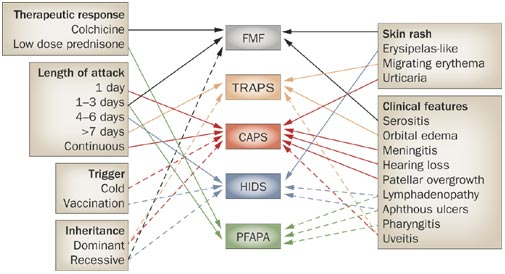 Therapeutic response
Colchicine
Low dose prednisone
Length of attack
1 day
1–3 days
4–6 days
>7 days
Continuous
Trigger
Cold
Vaccination
Inheritance
Dominant
Recessive
FMF
TRAPS
CAPS
HIDS
PFAPA
Skin rash
Erysipelas-like
Migrating erythema
Urticaria
Clinical features
Serositis
Orbital edema
Meningitis
Hearing loss
Patellar overgrowth
Lymphadenopathy
Aphthous ulcers
Pharyngitis
Uveitis